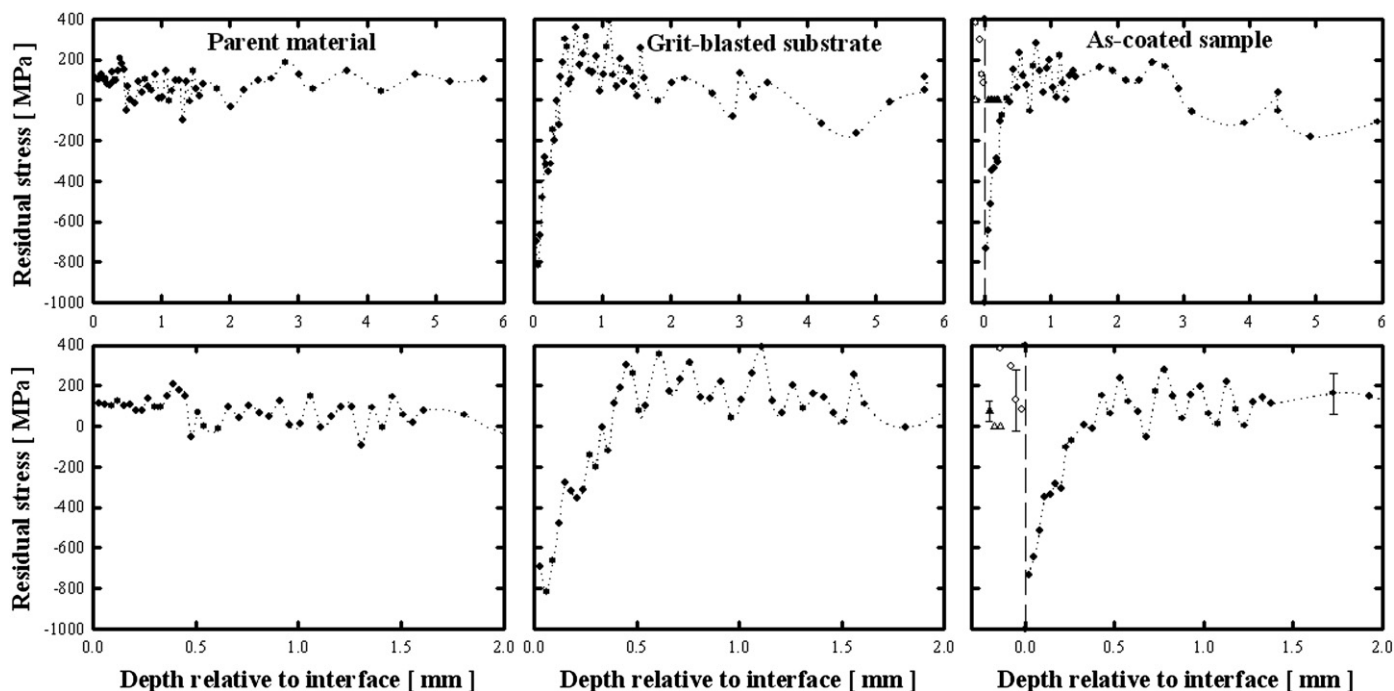 Parent material
Grit-blasted substrate
As-coated sample
Residual stress [ MPa]
400
200
0
-200
-400
-600
-800
-1000
0 1 2 3 4 5 6
0 1 2 3 4 5 6
0 1 2 3 4 5 6
Residual stress [ MPa]
400
200
0
-200
-400
-600
-800
-1000
0.0 0.5 1.0 1.5 2.0
0.0 0.5 1.0 1.5 2.0
0.0 0.5 1.0 1.5 2.0
Depth relative to interface [ mm]
Depth relative to interface [ mm ]
Depth relative to interface [ mm ]